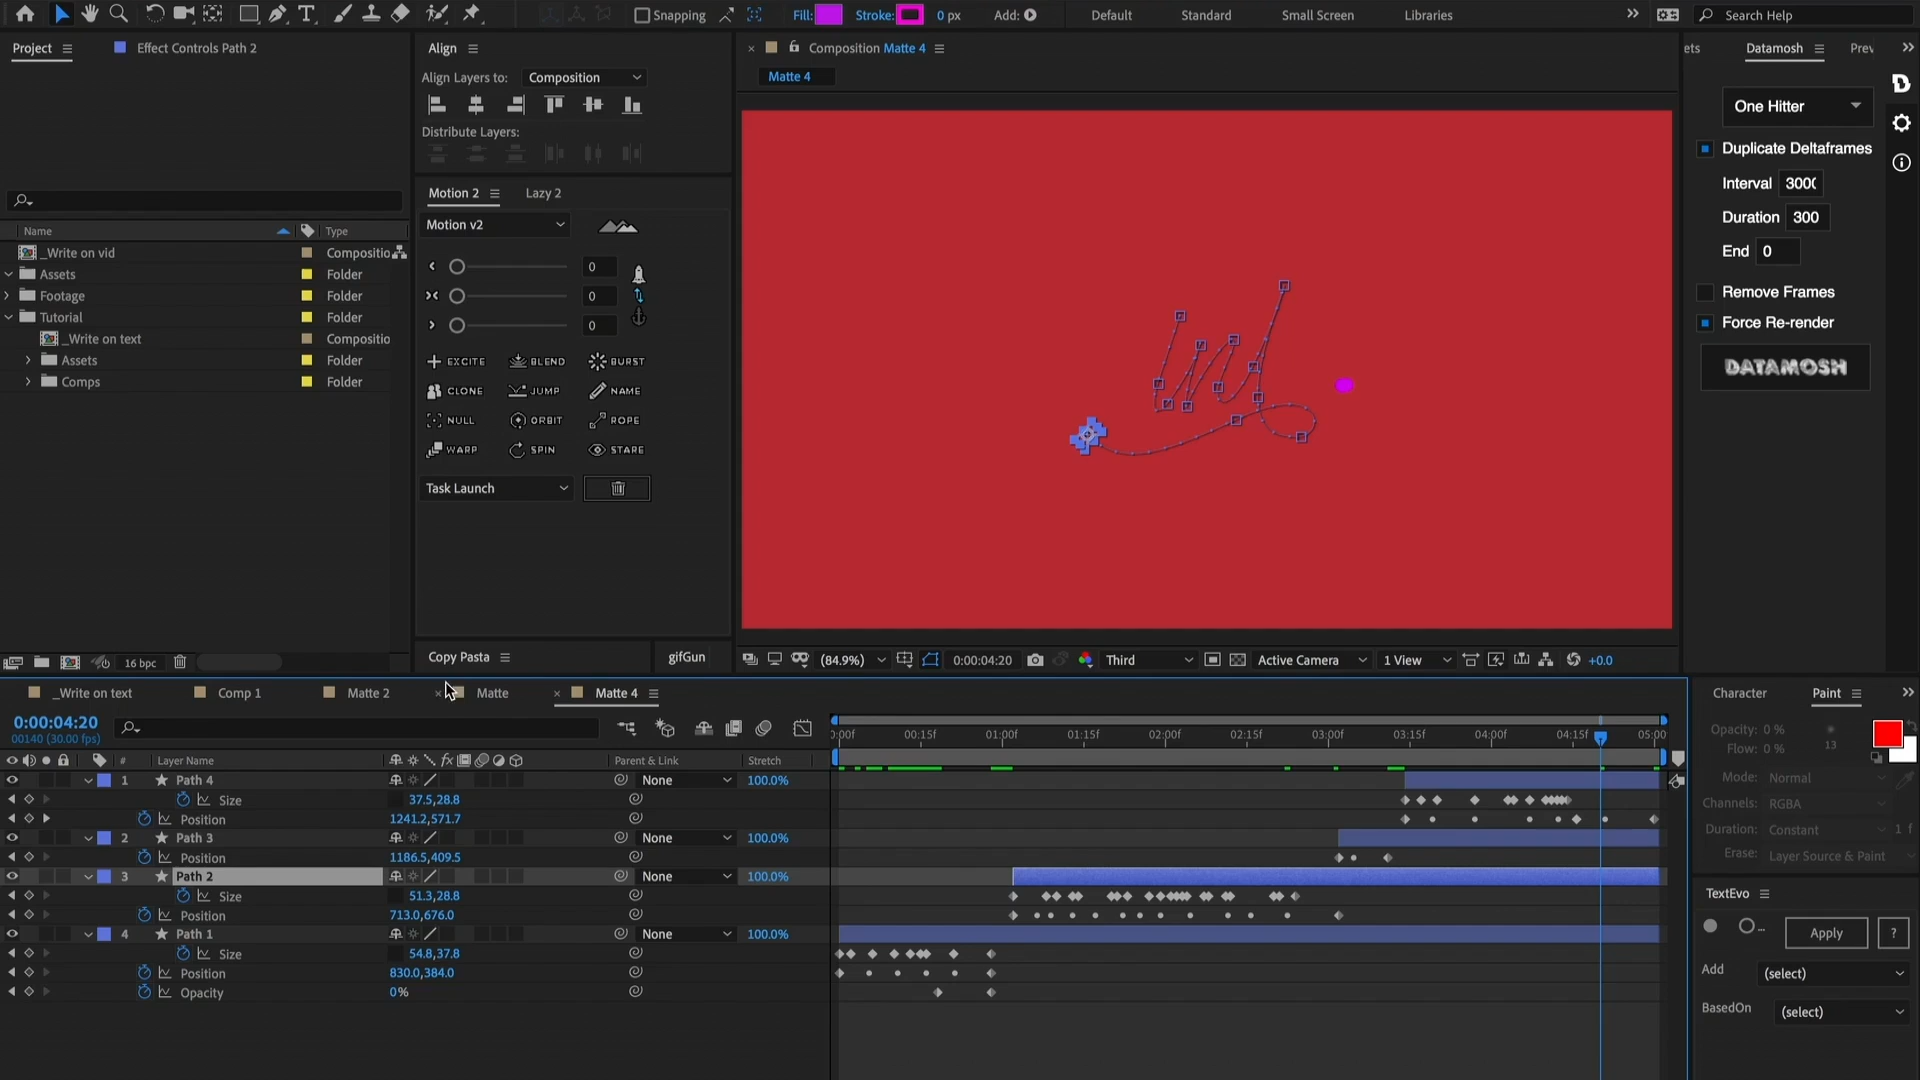 Snapping
Fill: Stroke: 0 px Add:
Default Standard Small Screen Libraries
Search Help
Project Effect Controls Path 2
Name Type
_Write on vid Compositio
Assets Folder
Footage Folder
Tutorial Folder
_Write on text Compositio
Assets Folder
Comps Folder
16 bpc
Align
Align Layers to: Composition
Distribute Layers:
Motion 2 Lazy 2
Motion v2
0
0
0
EXCITE BLEND BURST
CLONE JUMP NAME
NULL ORBIT ROPE
WARP SPIN STARE
Task Launch
Copy Pasta gifGun
Composition Matte 4
Matte 4
(84.9%) 0:00:04:20 Third Active Camera 1 View +0.0
ets Datamosh Prev
One Hitter
Duplicate Deltaframes
Interval 300
Duration 300
End 0
Remove Frames
Force Re-render
DATAMOSH
_Write on text Comp 1 Matte 2 Matte Matte 4
0:00:04:20
00140 (30.00 fps)
0:00f 00:15f 01:00f 01:15f 02:00f 02:15f 03:00f 03:15f 04:00f 04:15f 05:00
# Layer Name fx Parent & Link Stretch
1 Path 4 None 100.0%
Size 37.5,28.8
Position 1241.2,571.7
2 Path 3 None 100.0%
Position 1186.5,409.5
3 Path 2 None 100.0%
Size 51.3,28.8
Position 713.0,676.0
4 Path 1 None 100.0%
Size 54.8,37.8
Position 830.0,384.0
Opacity 0%
Character Paint
Opacity: 0 %
Flow: 0 % 13
Mode: Normal
Channels: RGBA
Duration: Constant 1 f
Erase: Layer Source & Paint
TextEvo
... Apply ?
Add (select)
BasedOn (select)